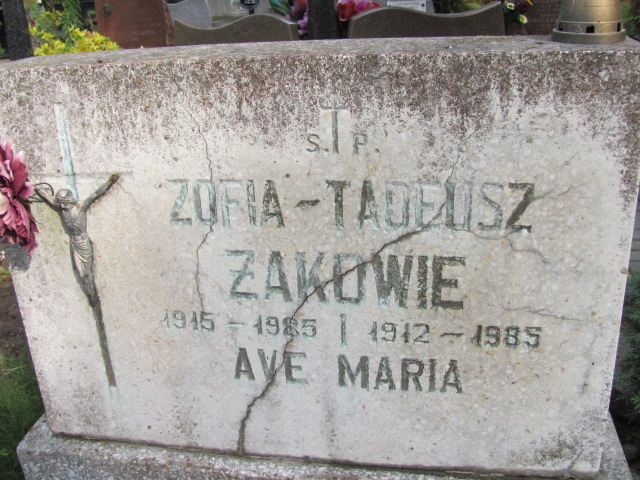 S.†P.
ZOFIA-TADEUSZ
ŻAKOWIE
1915-1985 | 1912-1985
AVE MARIA